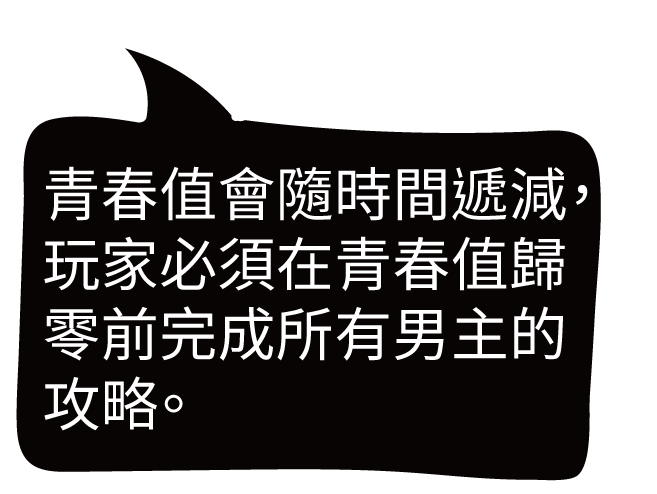 青春值會隨時間遞減，
玩家必須在青春值歸
零前完成所有男主的
攻略。